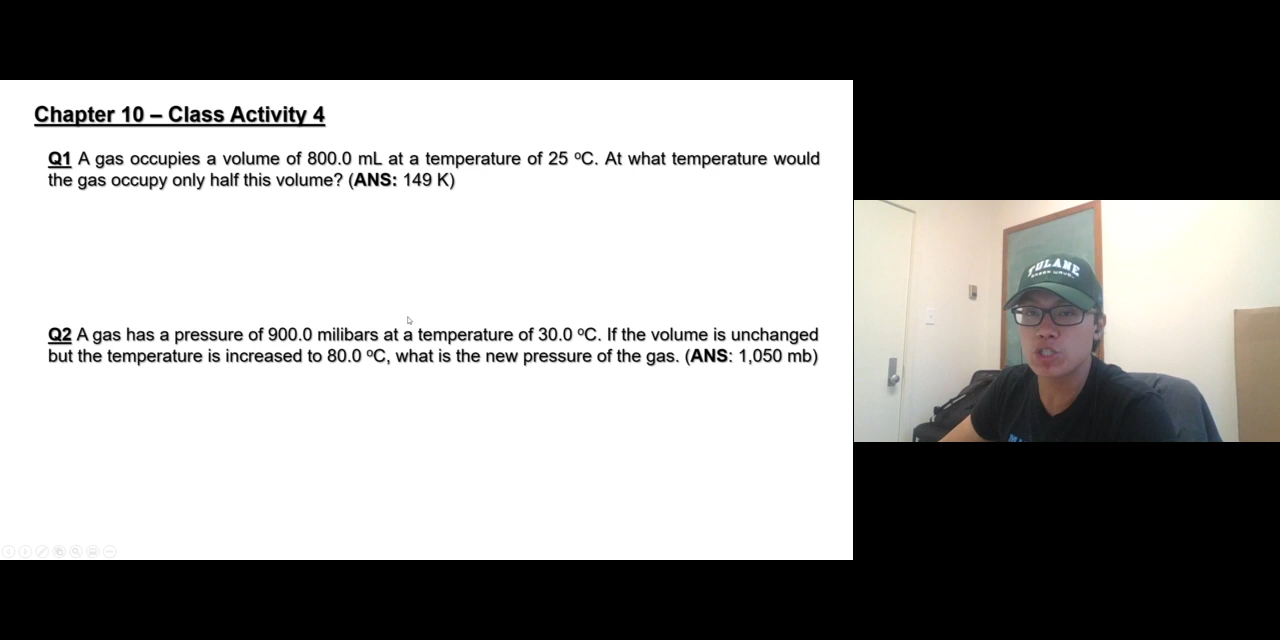 Chapter 10 – Class Activity 4
Q1 A gas occupies a volume of 800.0 mL at a temperature of 25 ºC. At what temperature would
the gas occupy only half this volume? (ANS: 149 K)
Q2 A gas has a pressure of 900.0 milibars at a temperature of 30.0 ºC. If the volume is unchanged
but the temperature is increased to 80.0 ºC, what is the new pressure of the gas. (ANS: 1,050 mb)
TULANE